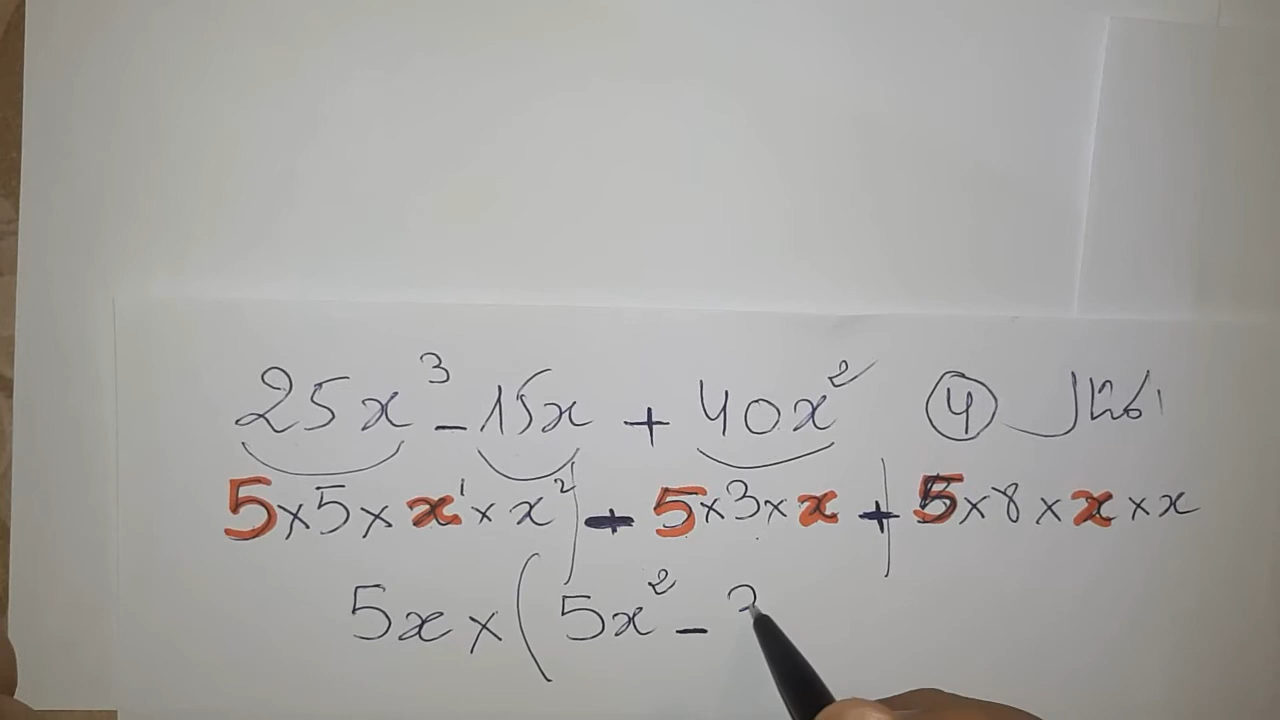 25x³ - 15x + 40x² ④ مثال
5×5×x¹×x² - 5×3×x + 5×8×x×x
5x×(5x² - 3